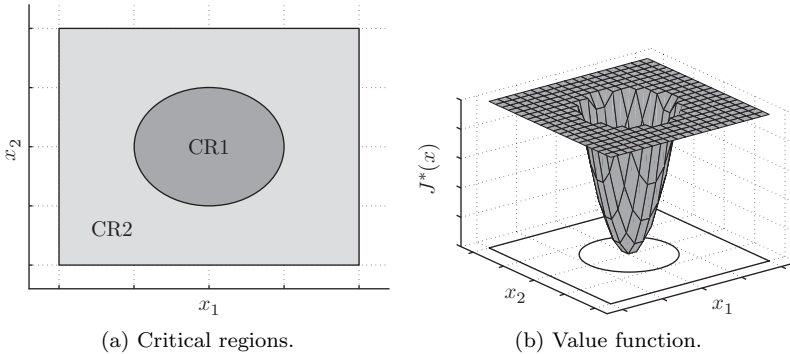 CR1
CR2
x₂
x₁
(a) Critical regions.
J*(x)
x₂
x₁
(b) Value function.